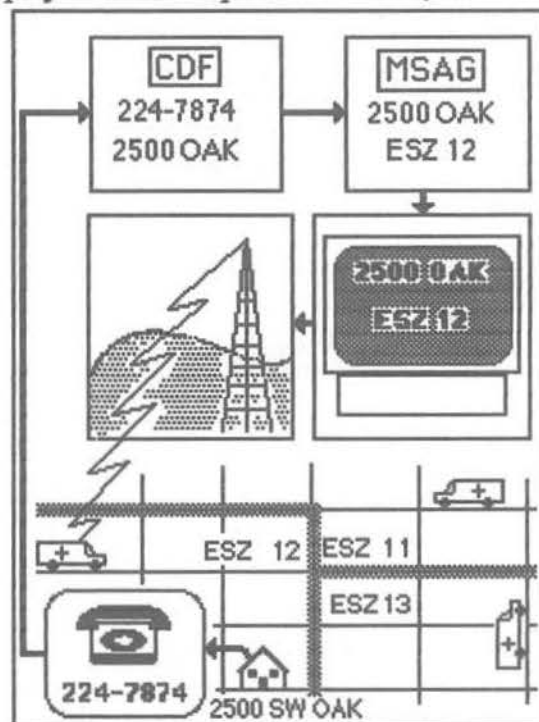 CDF
224-7874
2500 OAK
MSAG
2500 OAK
ESZ 12
2500 OAK
ESZ 12
ESZ 12
ESZ 11
ESZ 13
224-7874
2500 SW OAK